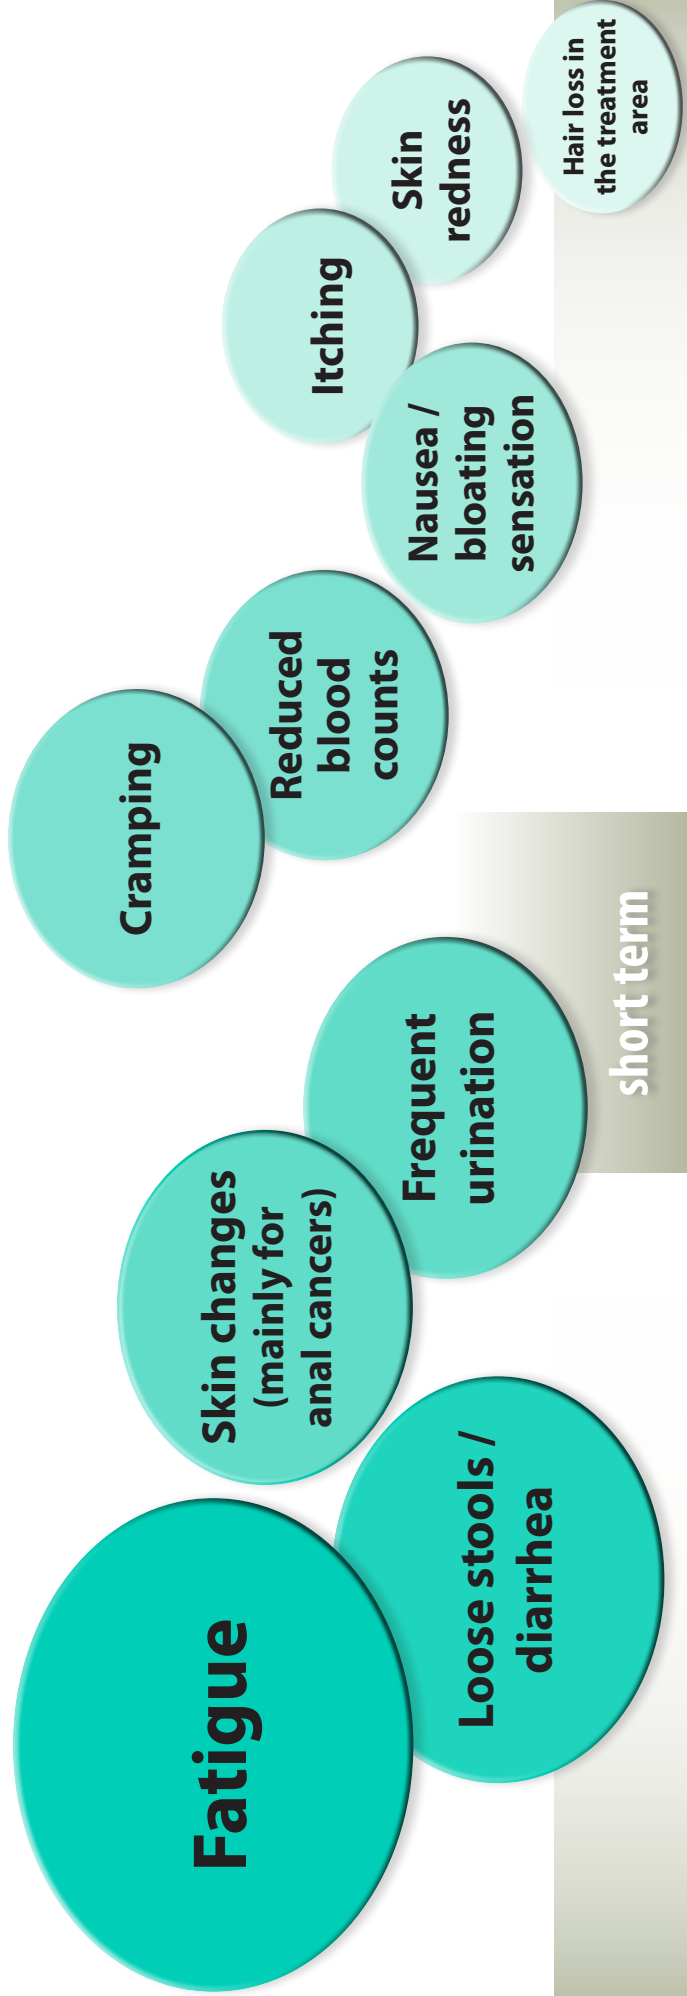 Fatigue
Loose stools /
diarrhea
Skin changes
(mainly for
anal cancers)
Frequent
urination
Cramping
Reduced
blood
counts
Nausea /
bloating
sensation
Itching
Skin
redness
Hair loss in
the treatment
area
short term